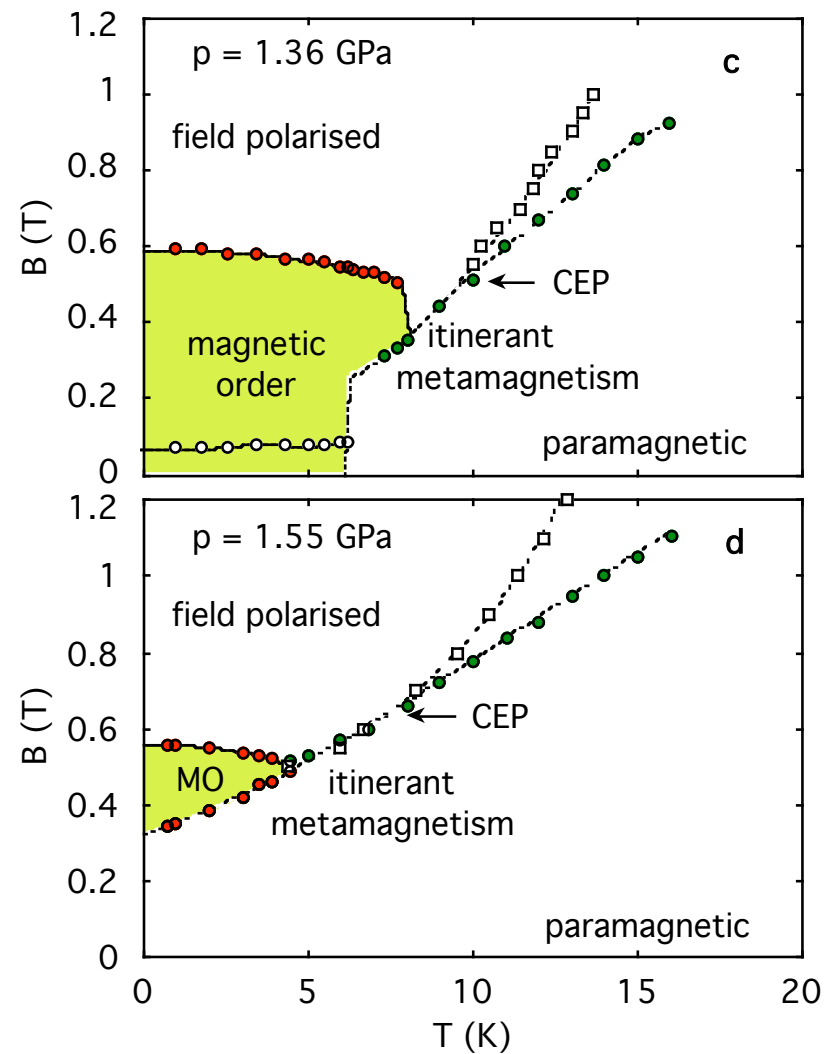 1.2
p = 1.36 GPa
c
1
field polarised
0.8
B (T)
0.6
CEP
0.4
magnetic
order
itinerant
metamagnetism
0.2
paramagnetic
0
1.2
p = 1.55 GPa
d
1
field polarised
0.8
B (T)
CEP
0.6
MO
itinerant
metamagnetism
0.4
0.2
paramagnetic
0
0 5 10 15 20
T (K)